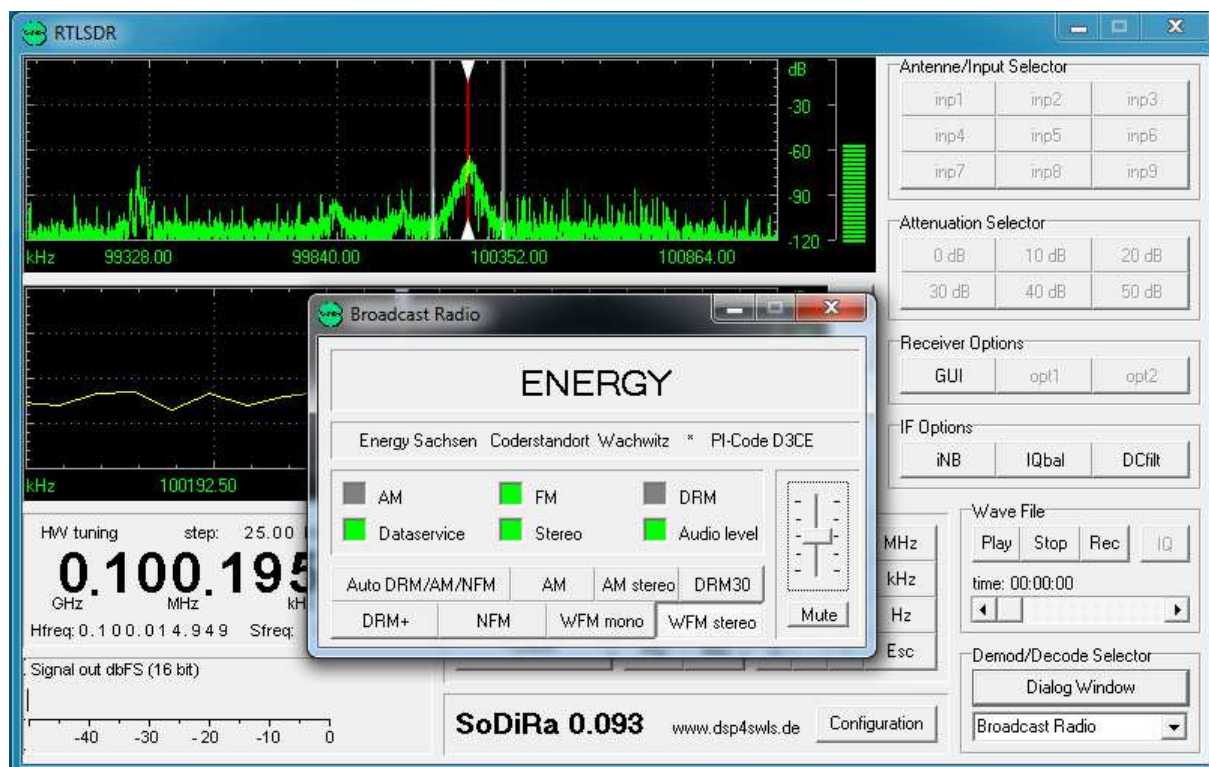 RTLSDR
dB
-30
-60
-90
-120
kHz 99328.00 99840.00 100352.00 100864.00
kHz 100192.50
HW tuning step: 25.00
0.100.195
GHz MHz kH
Hfreq: 0.100.014.949 Sfreq:
Signal out dbFS (16 bit)
-40 -30 -20 -10 0
Broadcast Radio
ENERGY
Energy Sachsen Coderstandort Wachwitz * PI-Code D3CE
AM FM DRM
Dataservice Stereo Audio level
Auto DRM/AM/NFM AM AM stereo DRM30
DRM+ NFM WFM mono WFM stereo
Mute
MHz
kHz
Hz
Esc
SoDiRa 0.093 www.dsp4swls.de Configuration
Antenne/Input Selector
inp1 inp2 inp3
inp4 inp5 inp6
inp7 inp8 inp9
Attenuation Selector
0 dB 10 dB 20 dB
30 dB 40 dB 50 dB
Receiver Options
GUI opt1 opt2
IF Options
iNB IQbal DCfilt
Wave File
Play Stop Rec IQ
time: 00:00:00
Demod/Decode Selector
Dialog Window
Broadcast Radio